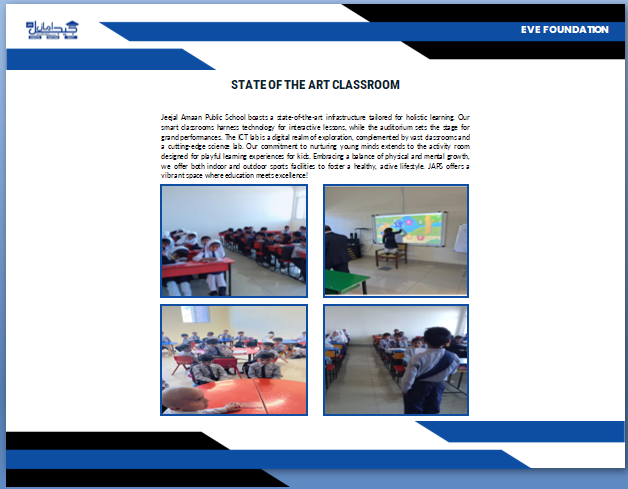 EVE FOUNDATION
STATE OF THE ART CLASSROOM
Jeejal Amaan Public School boasts a state-of-the-art infrastructure tailored for holistic learning. Our
smart classrooms harness technology for interactive lessons, while the auditorium sets the stage for
grand performances. The ICT lab is a digital realm of exploration, complemented by vast classrooms and
a cutting-edge science lab. Our commitment to nurturing young minds extends to the activity room
designed for playful learning experiences for kids. Embracing a balance of physical and mental growth,
we offer both indoor and outdoor sports facilities to foster a healthy, active lifestyle. JAPS offers a
vibrant space where education meets excellence!